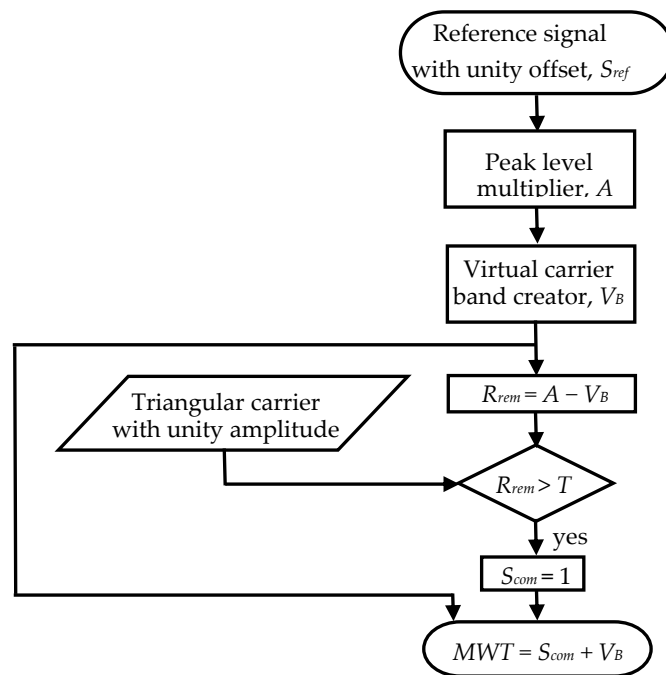 Reference signal
with unity offset, Sref
Peak level
multiplier, A
Virtual carrier
band creator, VB
Rrem = A − VB
Triangular carrier
with unity amplitude
Rrem > T
yes
Scom = 1
MWT = Scom + VB